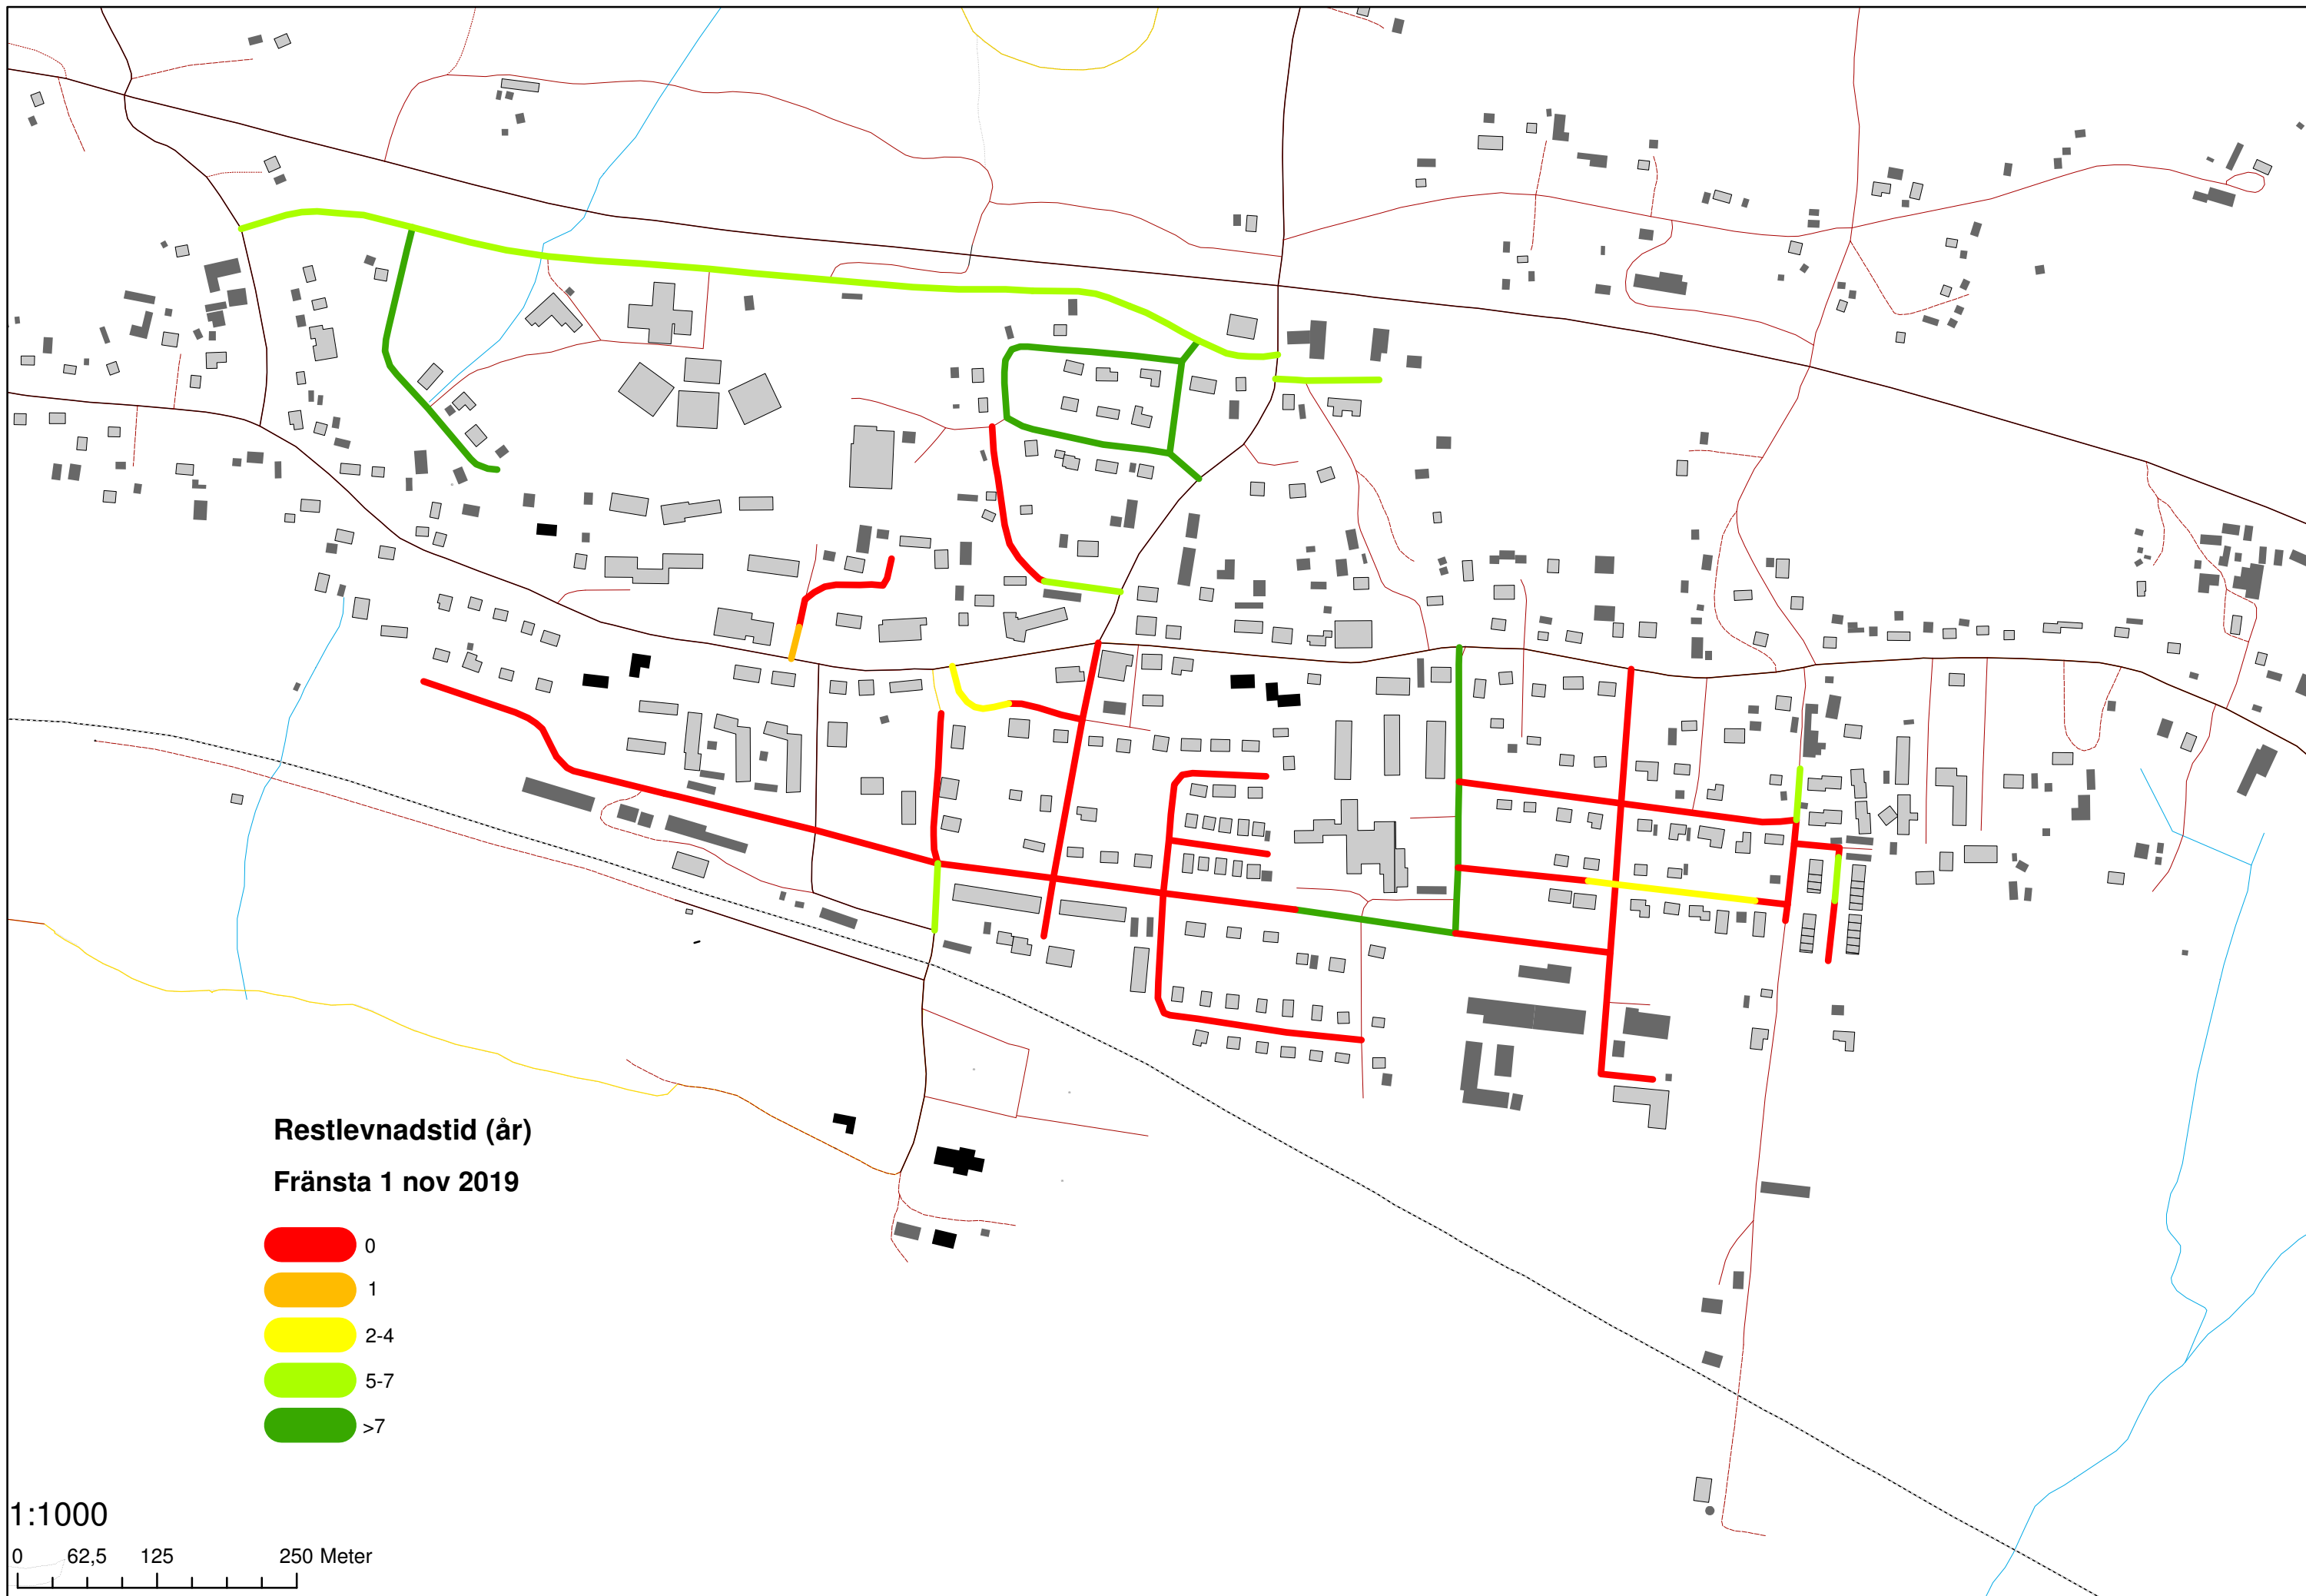 Restlevnadstid (år)
Fränsta 1 nov 2019
0
1
2-4
5-7
>7
1:1000
0 62,5 125 250 Meter